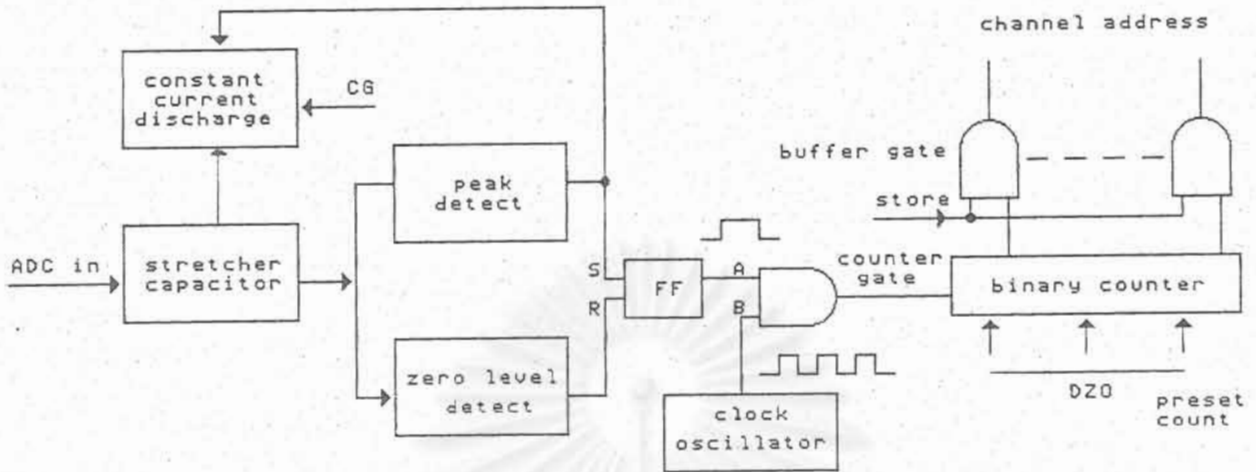 channel address
constant
current
discharge
CG
buffer gate
peak
detect
store
ADC in
stretcher
capacitor
S
R
FF
A
B
counter
gate
binary counter
zero level
detect
clock
oscillator
DZO
preset
count